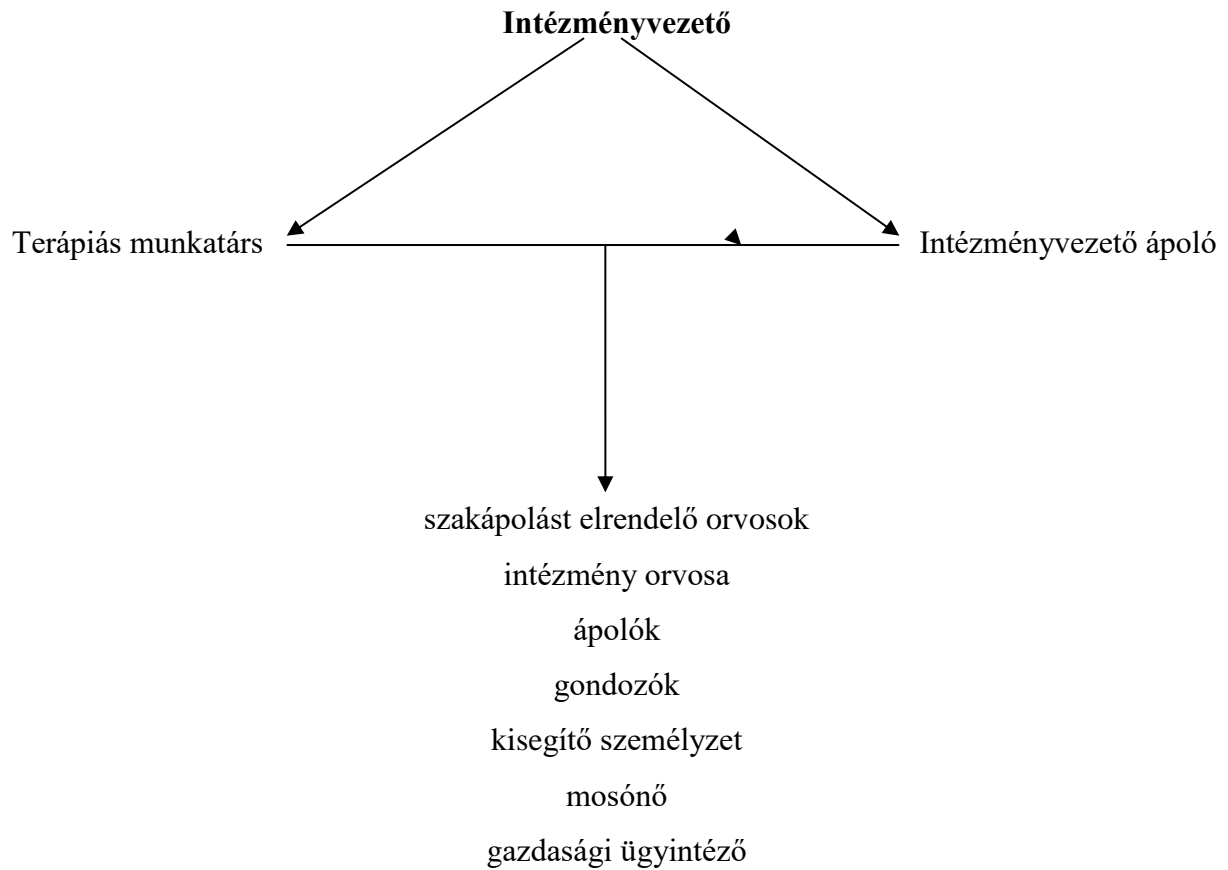 Intézményvezető
Terápiás munkatárs
Intézményvezető ápoló
szakápolást elrendelő orvosok
intézmény orvosa
ápolók
gondozók
kisegítő személyzet
mosónő
gazdasági ügyintéző